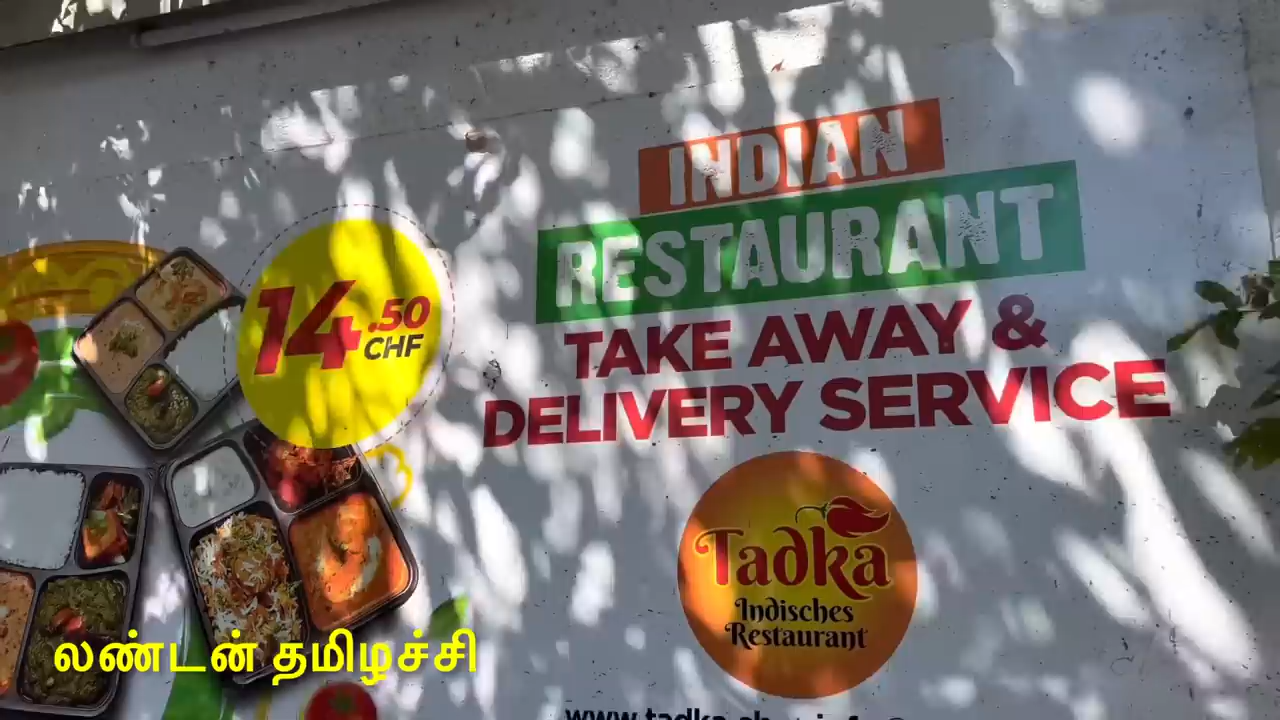 INDIAN
RESTAURANT
TAKE AWAY &
DELIVERY SERVICE
14.50
CHF
Tadka
Indisches
Restaurant
லண்டன் தமிழச்சி